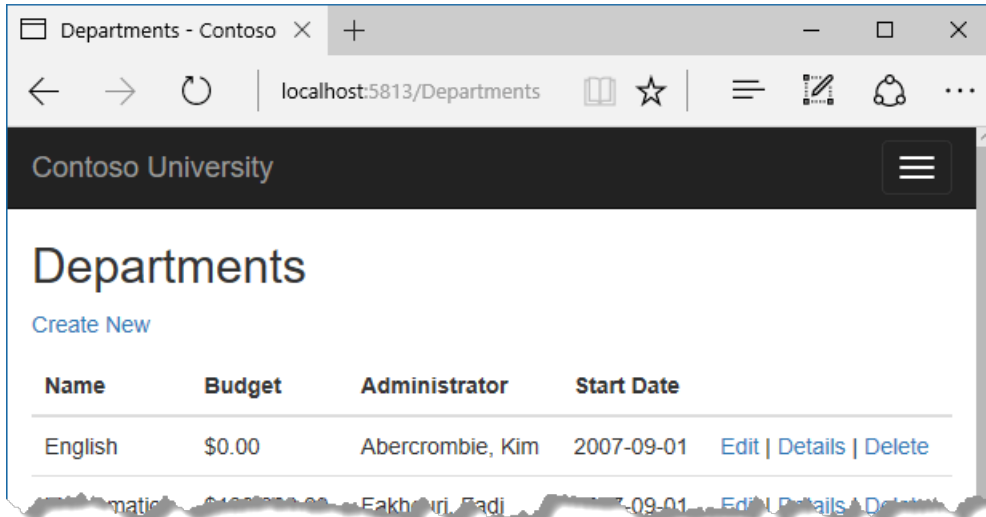 Departments - Contoso
localhost:5813/Departments
Contoso University
Departments
Create New
Name Budget Administrator Start Date
English $0.00 Abercrombie, Kim 2007-09-01 Edit | Details | Delete